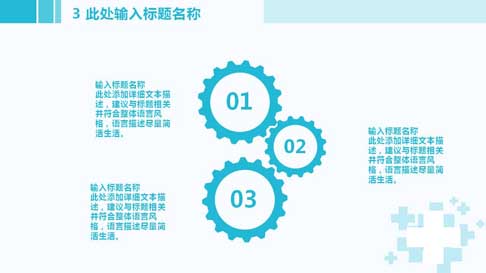 3 此处输入标题名称
输入标题名称
此处添加详细文本描
述，建议与标题相关
并符合整体语言风
格，语言描述尽量简
活生活。
01
02
输入标题名称
此处添加详细文本描
述，建议与标题相关
并符合整体语言风
格，语言描述尽量简
活生活。
输入标题名称
此处添加详细文本描
述，建议与标题相关
并符合整体语言风
格，语言描述尽量简
活生活。
03